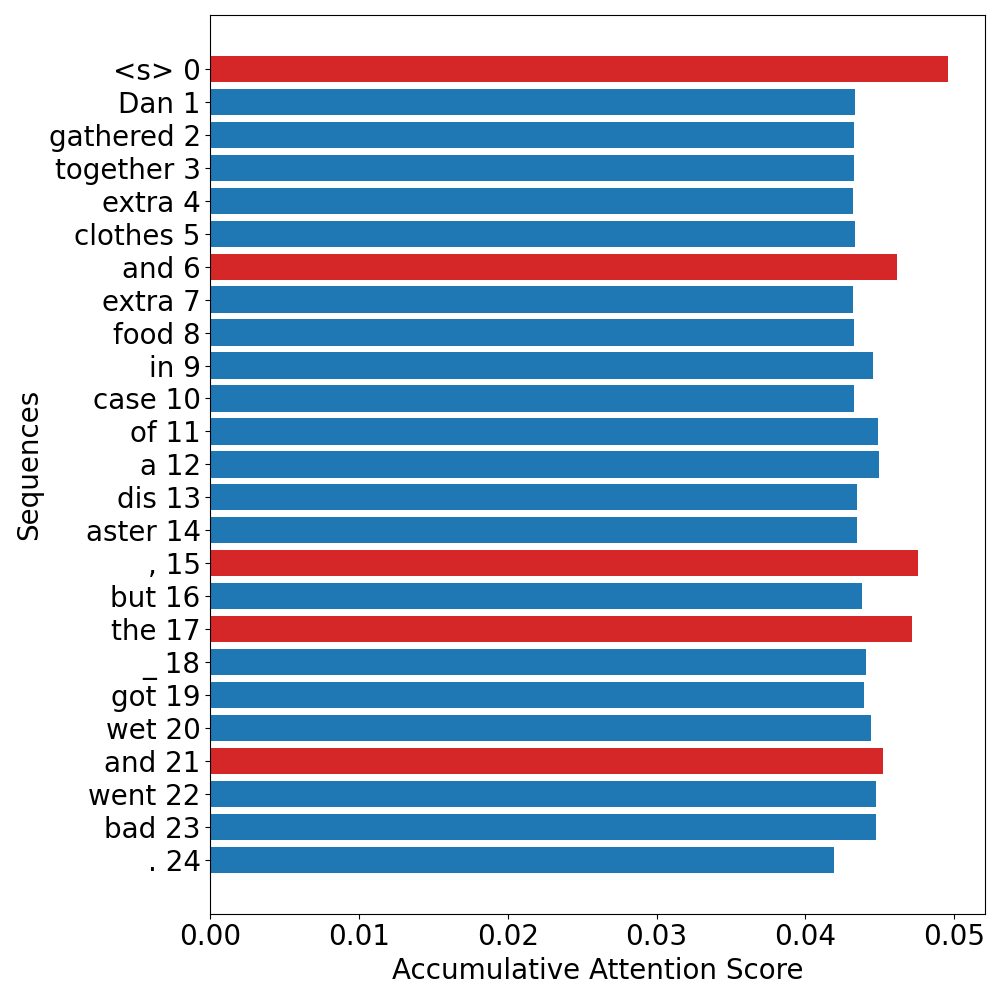 <s> 0
Dan 1
gathered 2
together 3
extra 4
clothes 5
and 6
extra 7
food 8
in 9
case 10
of 11
a 12
dis 13
aster 14
, 15
but 16
the 17
_ 18
got 19
wet 20
and 21
went 22
bad 23
. 24
Sequences
0.00 0.01 0.02 0.03 0.04 0.05
Accumulative Attention Score